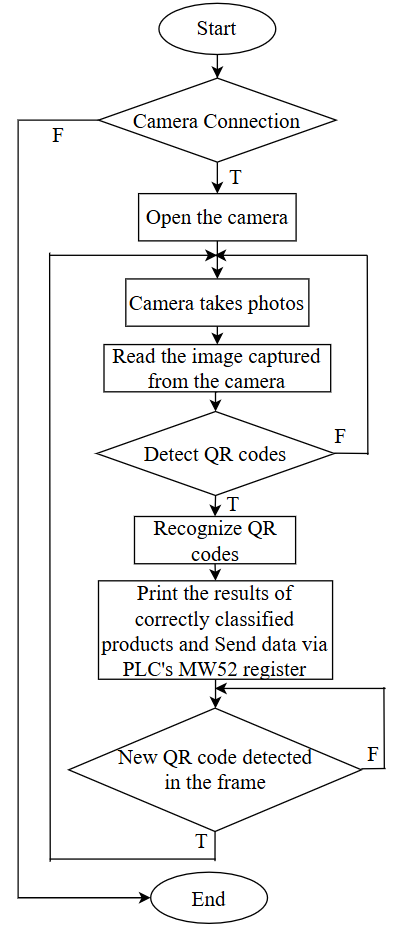 Start
Camera Connection
F
T
Open the camera
Camera takes photos
Read the image captured
from the camera
F
Detect QR codes
T
Recognize QR
codes
Print the results of
correctly classified
products and Send data via
PLC's MW52 register
New QR code detected
F
in the frame
T
End